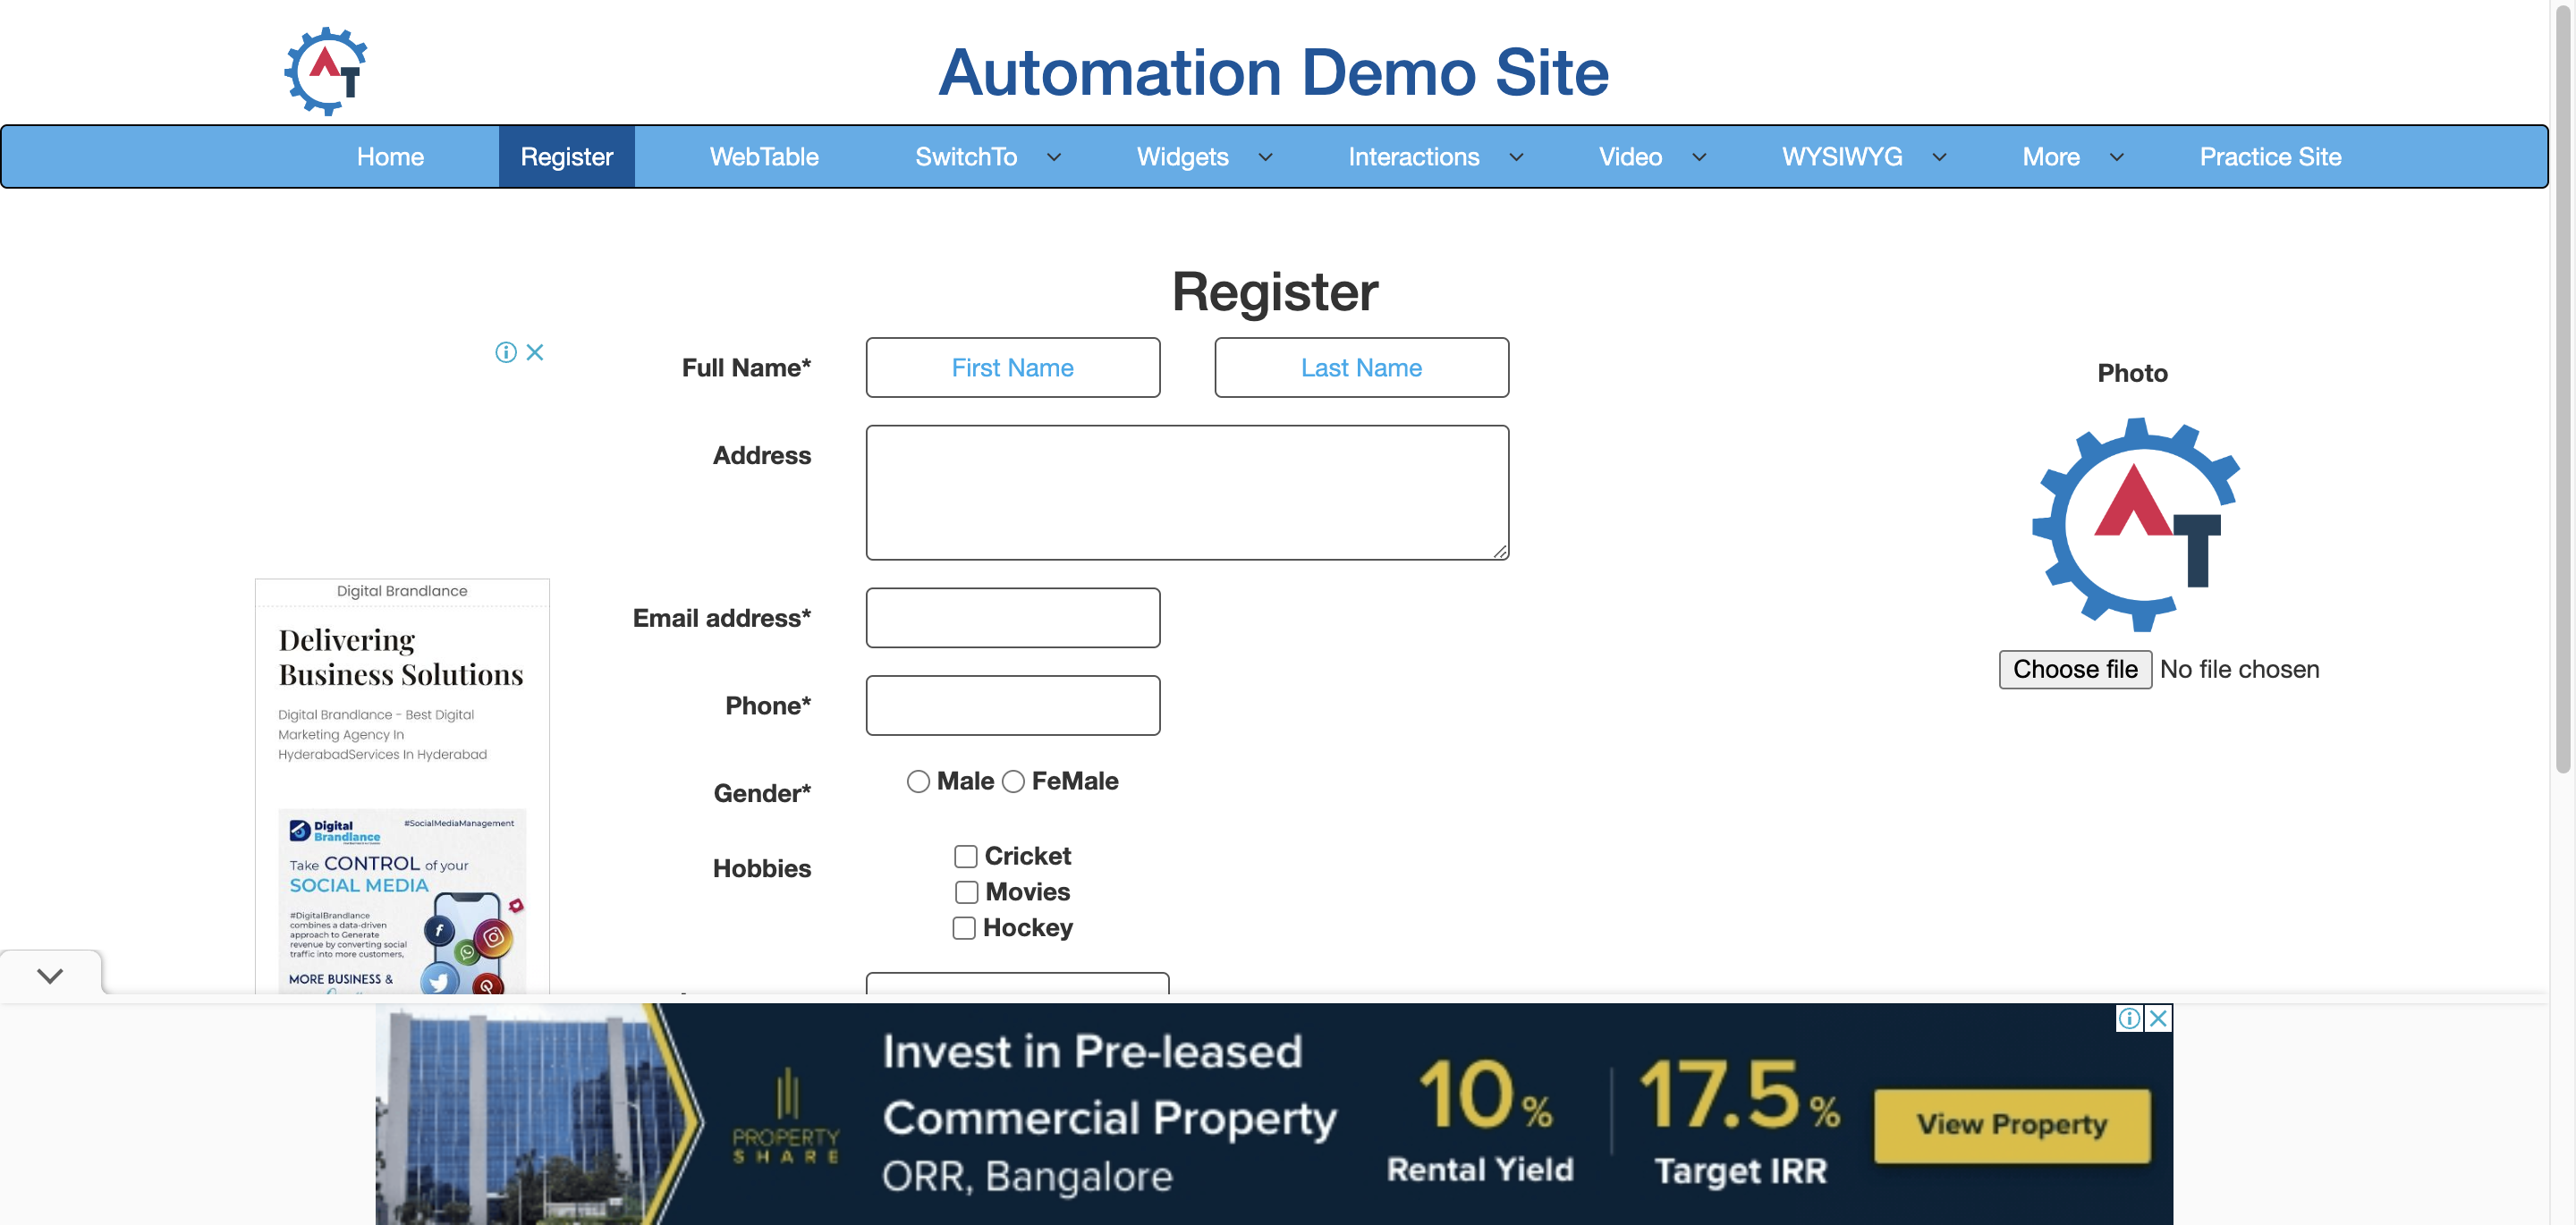 Automation Demo Site
Home Register WebTable SwitchTo Widgets Interactions Video WYSIWYG More Practice Site
Register
Full Name* First Name Last Name
Photo
Address
Email address*
Choose file No file chosen
Phone*
Gender* Male FeMale
Hobbies Cricket
Movies
Hockey
Digital Brandlance
Delivering
Business Solutions
Digital Brandlance - Best Digital
Marketing Agency In
HyderabadServices In Hyderabad
Digital
Brandlance
#SocialMediaManagement
Take CONTROL of your
SOCIAL MEDIA
#DigitalBrandlance
combines a data-driven
approach to Generate
revenue by converting social
traffic into more customers,
MORE BUSINESS &
PROPERTY
SHARE
Invest in Pre-leased
Commercial Property
ORR, Bangalore
10%
Rental Yield
17.5%
Target IRR
View Property